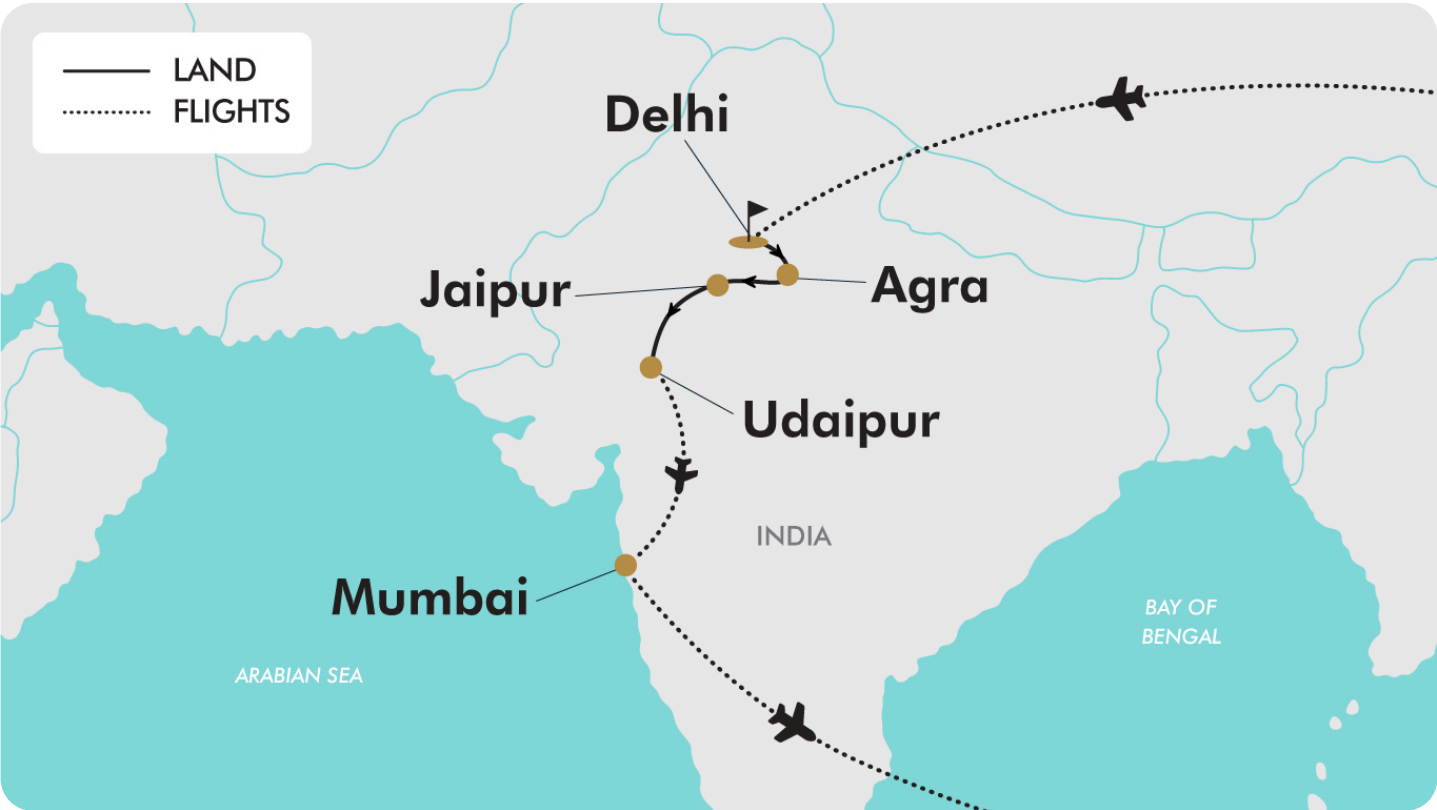 LAND
FLIGHTS
Delhi
Jaipur
Agra
Udaipur
INDIA
Mumbai
BAY OF
BENGAL
ARABIAN SEA